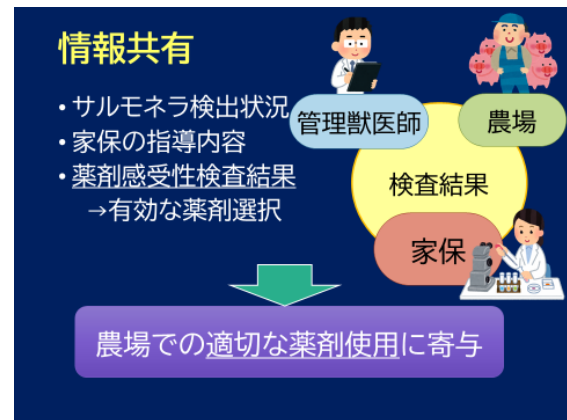 情報共有
• サルモネラ検出状況
• 家保の指導内容
• 薬剤感受性検査結果
→有効な薬剤選択
管理獣医師
農場
検査結果
家保
農場での適切な薬剤使用に寄与